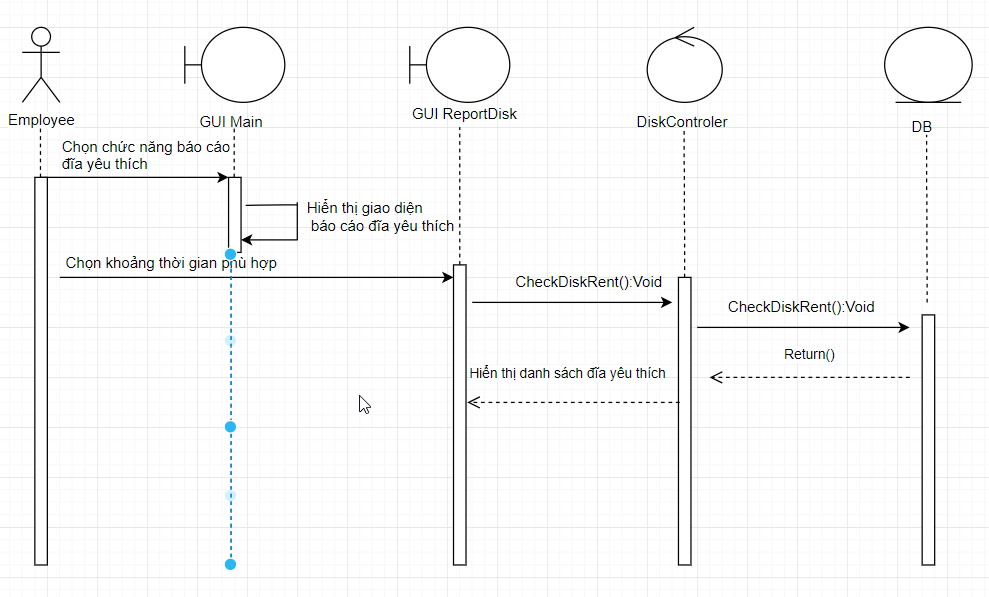 Employee
GUI Main
GUI ReportDisk
DiskControler
DB
Chọn chức năng báo cáo
đĩa yêu thích
Hiển thị giao diện
báo cáo đĩa yêu thích
Chọn khoảng thời gian phù hợp
CheckDiskRent():Void
CheckDiskRent():Void
Return()
Hiển thị danh sách đĩa yêu thích